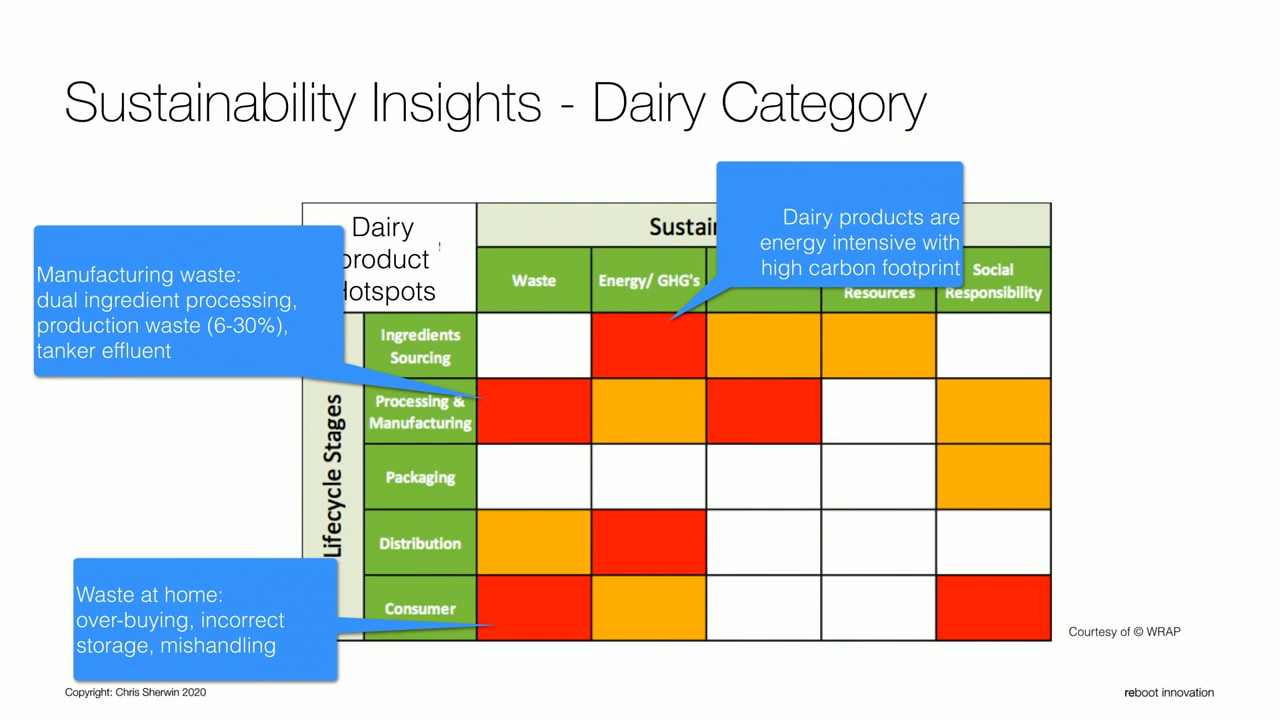 Sustainability Insights - Dairy Category
Dairy products are
energy intensive with
high carbon footprint
Dairy
product
Hotspots
Manufacturing waste:
dual ingredient processing,
production waste (6-30%),
tanker effluent
Waste
Energy/ GHG's
Resources
Social
Responsibility
Lifecycle Stages
Ingredients
Sourcing
Processing &
Manufacturing
Packaging
Distribution
Consumer
Waste at home:
over-buying, incorrect
storage, mishandling
Courtesy of © WRAP
Copyright: Chris Sherwin 2020
reboot innovation